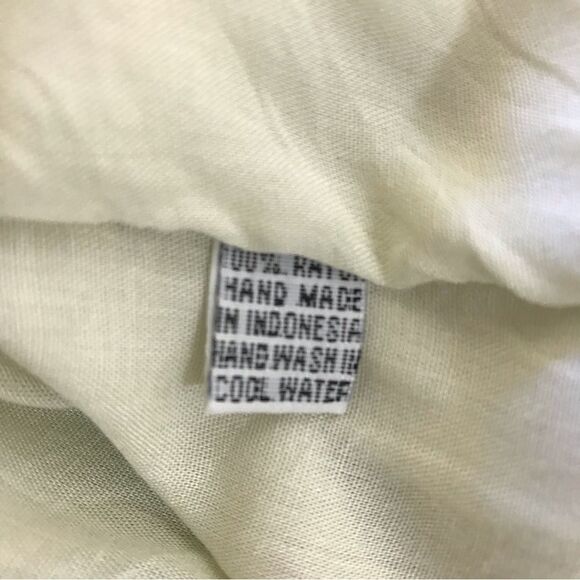 100% RAYON
HAND MADE
IN INDONESIA
HAND WASH IN
COOL WATER